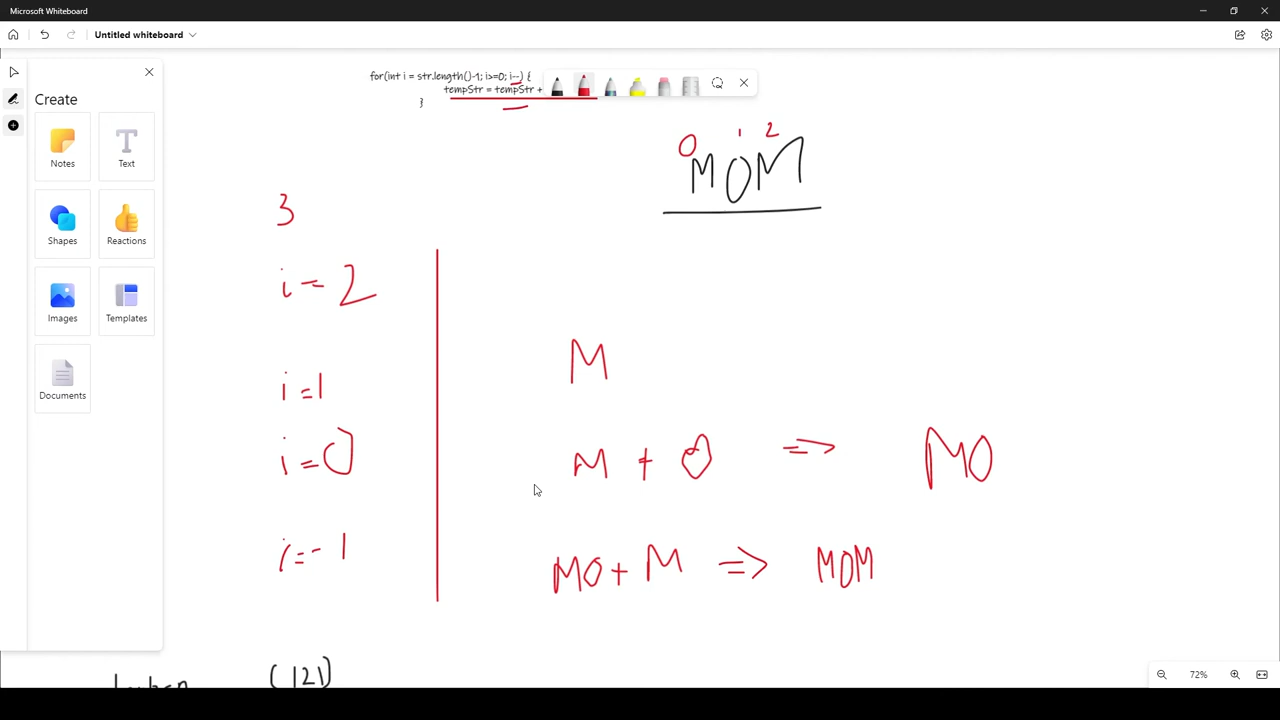 Microsoft Whiteboard
Untitled whiteboard
for(int i = str.length()-1; i>=0; i--) {
tempStr = tempStr +
}
Create
Notes
Text
Shapes
Reactions
Images
Templates
Documents
0 1 2
MOM
3
i = 2
M
i = 1
M + O => MO
i = 0
MO + M => MOM
i = -1
(121)
72%